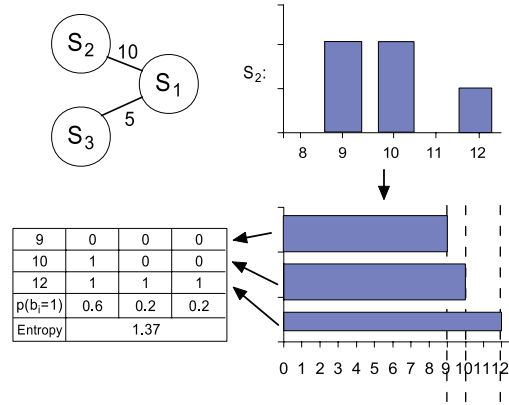 S2
10
S1
S3
5
S2:
8 9 10 11 12
9 0 0 0
10 1 0 0
12 1 1 1
p(bi=1) 0.6 0.2 0.2
Entropy 1.37
0 1 2 3 4 5 6 7 8 9 10 11 12